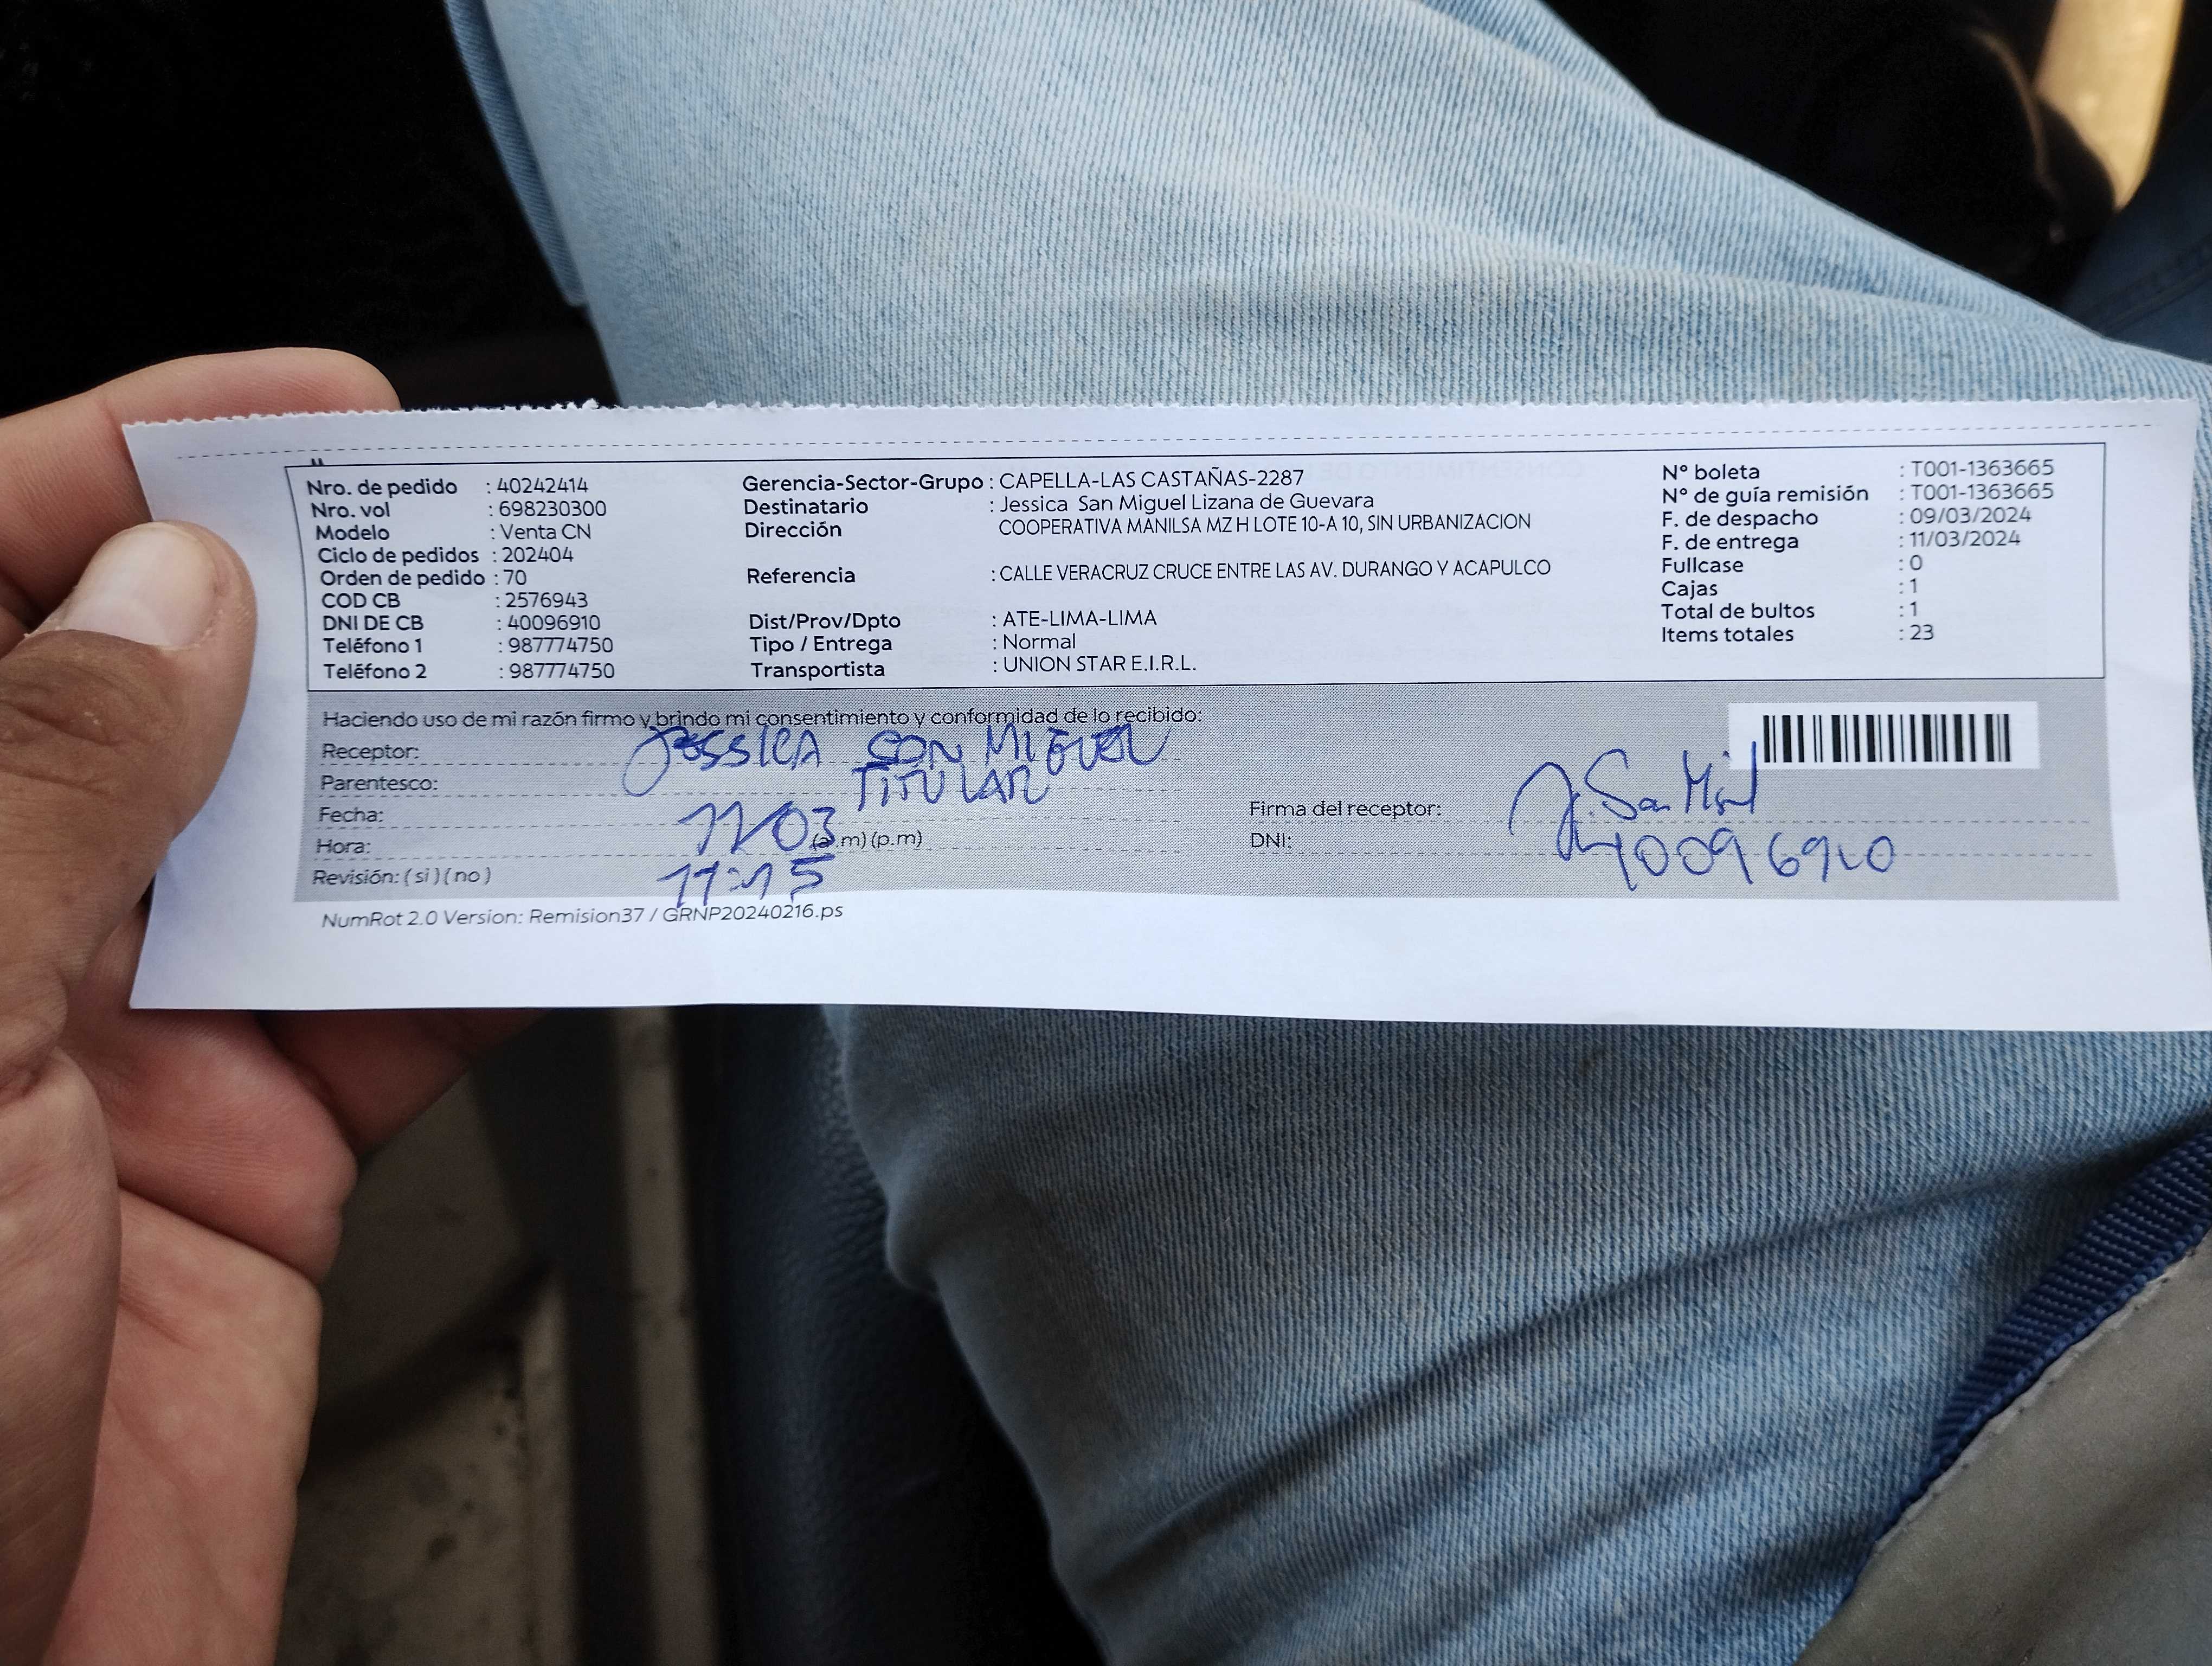 Nro. de pedido : 40242414
Nro. vol : 698230300
Modelo : Venta CN
Ciclo de pedidos : 202404
Orden de pedido : 70
COD CB : 2576943
DNI DE CB : 40096910
Teléfono 1 : 987774750
Teléfono 2 : 987774750
Gerencia-Sector-Grupo : CAPELLA-LAS CASTAÑAS-2287
Destinatario : Jessica San Miguel Lizana de Guevara
Dirección COOPERATIVA MANILSA MZ H LOTE 10-A 10, SIN URBANIZACION
Referencia : CALLE VERACRUZ CRUCE ENTRE LAS AV. DURANGO Y ACAPULCO
Dist/Prov/Dpto : ATE-LIMA-LIMA
Tipo / Entrega : Normal
Transportista : UNION STAR E.I.R.L.
N° boleta : T001-1363665
N° de guía remisión : T001-1363665
F. de despacho : 09/03/2024
F. de entrega : 11/03/2024
Fullcase : 0
Cajas : 1
Total de bultos : 1
Items totales : 23
Haciendo uso de mi razón firmo y brindo mi consentimiento y conformidad de lo recibido:
Receptor: JESSICA SAN MIGUEL
Parentesco: TITULAR
Fecha: 11/03
Hora: (a.m) (p.m)
Revisión: ( si ) ( no ) 11:15
Firma del receptor: J. San Miguel
DNI: 40096910
NumRot 2.0 Version: Remision37 / GRNP20240216.ps